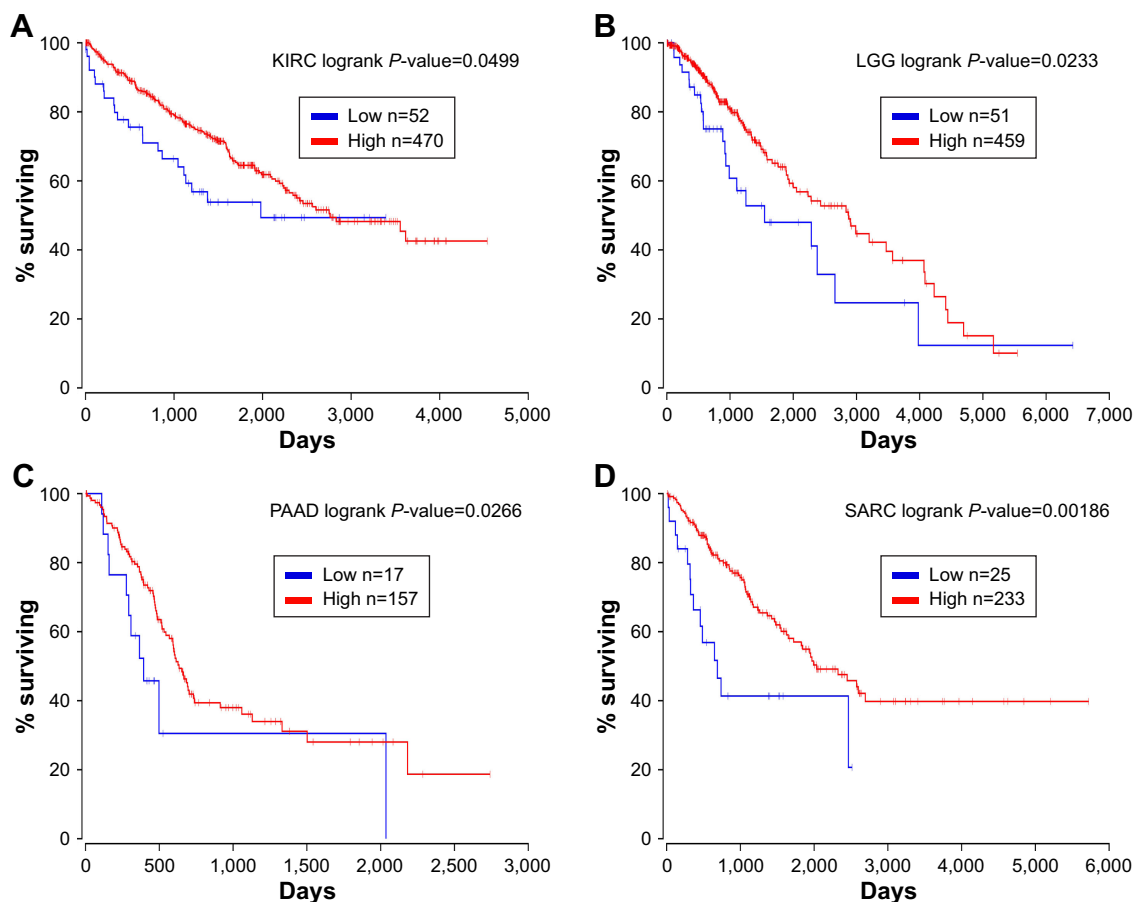 A
KIRC logrank P-value=0.0499
Low n=52
High n=470
% surviving
100
80
60
40
20
0
0 1,000 2,000 3,000 4,000 5,000
Days
B
LGG logrank P-value=0.0233
Low n=51
High n=459
% surviving
100
80
60
40
20
0
0 1,000 2,000 3,000 4,000 5,000 6,000 7,000
Days
C
PAAD logrank P-value=0.0266
Low n=17
High n=157
% surviving
100
80
60
40
20
0
0 500 1,000 1,500 2,000 2,500 3,000
Days
D
SARC logrank P-value=0.00186
Low n=25
High n=233
% surviving
100
80
60
40
20
0
0 1,000 2,000 3,000 4,000 5,000 6,000
Days